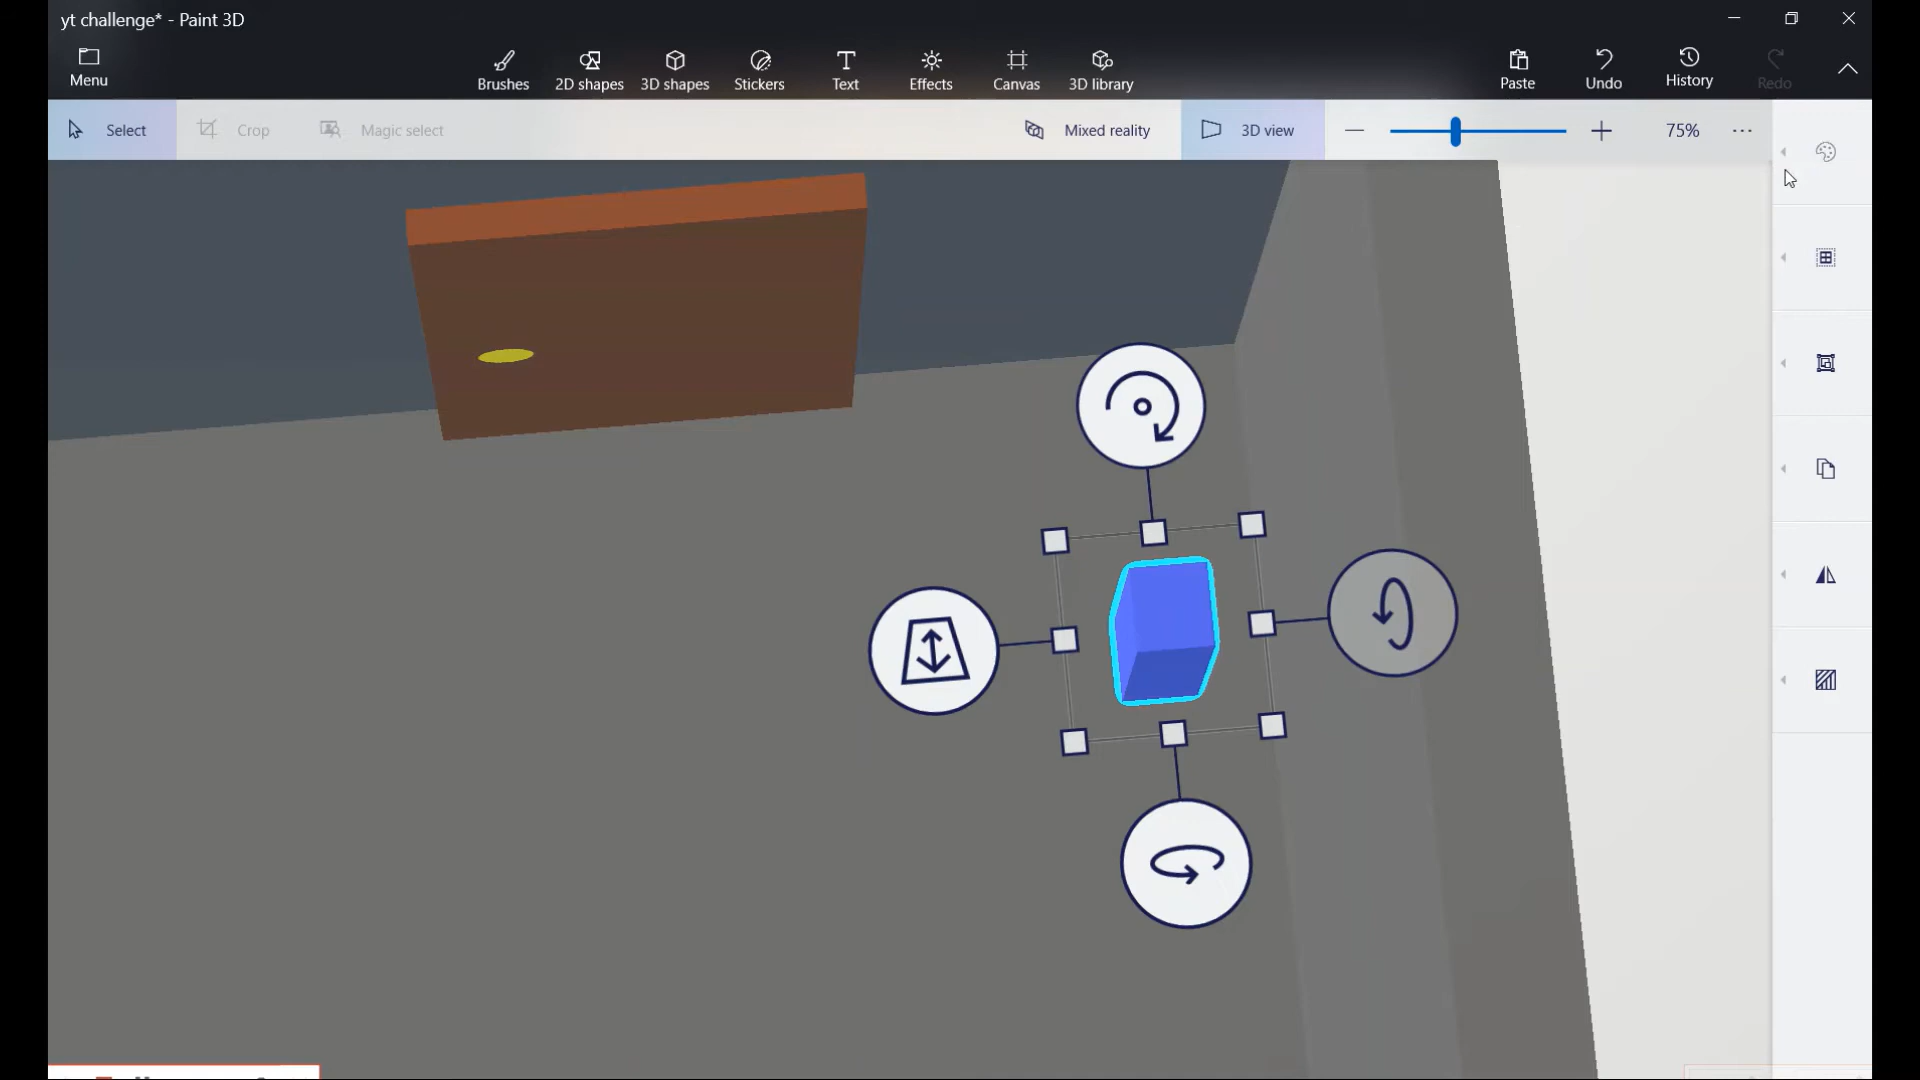 yt challenge* - Paint 3D
Menu
Brushes
2D shapes
3D shapes
Stickers
Text
Effects
Canvas
3D library
Paste
Undo
History
Redo
Select
Crop
Magic select
Mixed reality
3D view
75%